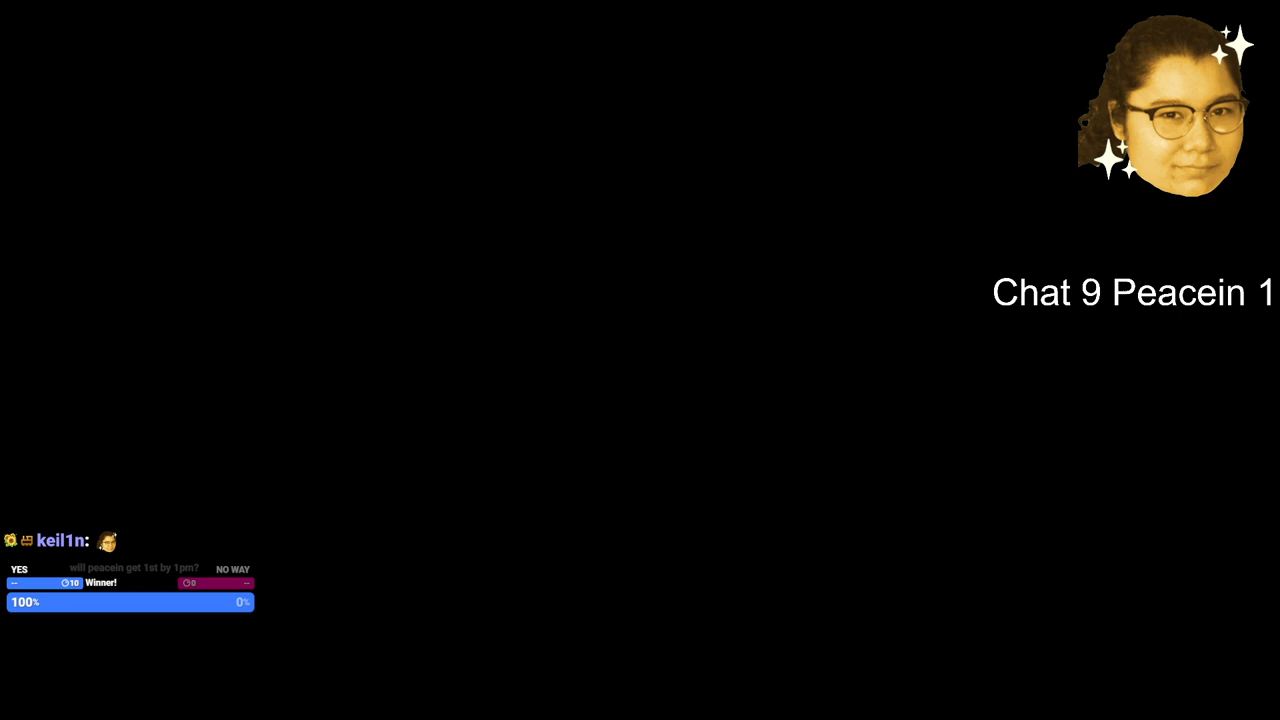 Chat 9 Peacein 1
keil1n:
will peacein get 1st by 1pm?
YES NO WAY
-- 10 Winner! 0 --
100% 0%